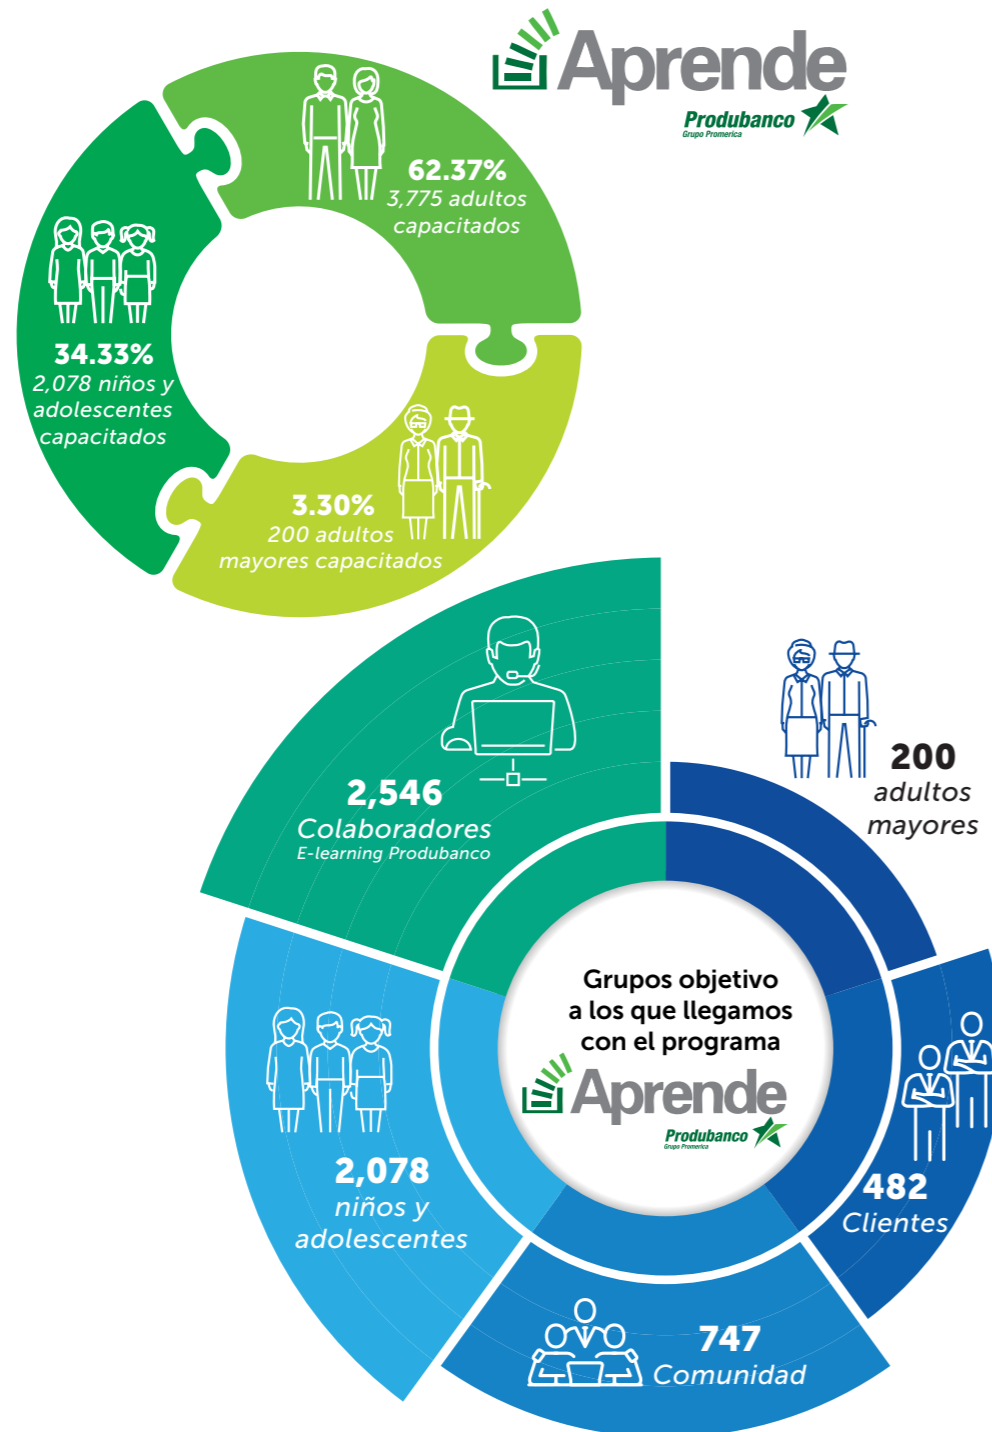 Aprende
Produbanco
Grupo Promerica
62.37%
3,775 adultos
capacitados
34.33%
2,078 niños y
adolescentes
capacitados
3.30%
200 adultos
mayores capacitados
2,546
Colaboradores
E-learning Produbanco
200
adultos
mayores
Grupos objetivo
a los que llegamos
con el programa
Aprende
Produbanco
Grupo Promerica
2,078
niños y
adolescentes
482
Clientes
747
Comunidad